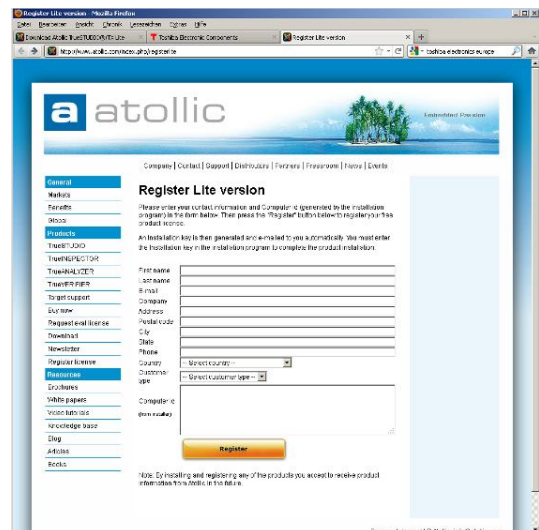 Register Lite version - Mozilla Firefox
Datei Bearbeiten Ansicht Chronik Lesezeichen Extras Hilfe
Download Atollic TrueSTUDIO/TX Lite
Toshiba Electronic Components
Register Lite version
http://www.atollic.com/index.php/registerlite
toshiba electronics europe
a atollic
Embedded Passion
Company | Contact | Support | Distributors | Partners | Pressroom | News | Events
General
Markets
Benefits
Global
Products
TrueSTUDIO
TrueINSPECTOR
TrueANALYZER
TrueVERIFIER
Target support
Buy now
Request eval license
Download
Newsletter
Register license
Resources
Brochures
White papers
Video tutorials
Knowledge base
Blog
Articles
Books
Register Lite version
Please enter your contact information and Computer id (generated by the installation
program) in the form below. Then press the "Register" button below to register your free
product license.
An installation key is then generated and e-mailed to you automatically. You must enter
the installation key in the installation program to complete the product installation.
First name
Last name
E-mail
Company
Address
Postal code
City
State
Phone
Country -- Select country --
Customer type -- Select customer type --
Computer id
(from installer)
Register
Note: By installing and registering any of the products you accept to receive product
information from Atollic in the future.